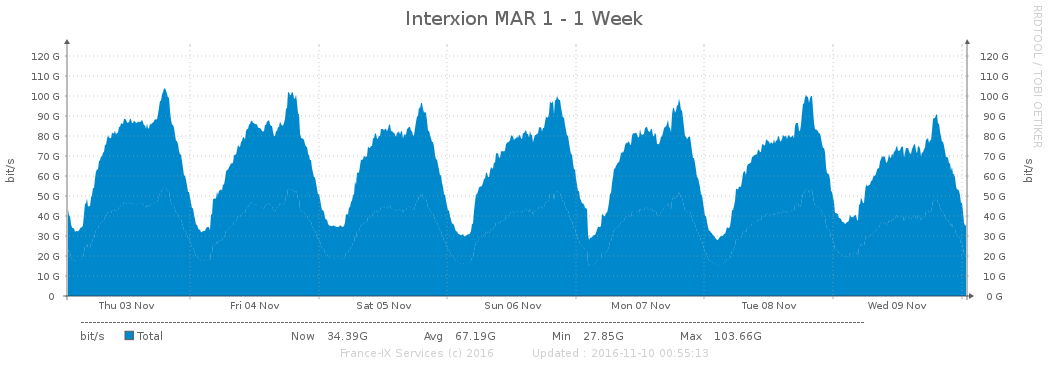 Interxion MAR 1 - 1 Week
RRDTOOL / TOBI OETIKER
bit/s
bit/s
120 G 120 G
110 G 110 G
100 G 100 G
90 G 90 G
80 G 80 G
70 G 70 G
60 G 60 G
50 G 50 G
40 G 40 G
30 G 30 G
20 G 20 G
10 G 10 G
0 0 G
Thu 03 Nov Fri 04 Nov Sat 05 Nov Sun 06 Nov Mon 07 Nov Tue 08 Nov Wed 09 Nov
bit/s Total Now 34.39G Avg 67.19G Min 27.85G Max 103.66G
France-IX Services (c) 2016 Updated : 2016-11-10 00:55:13